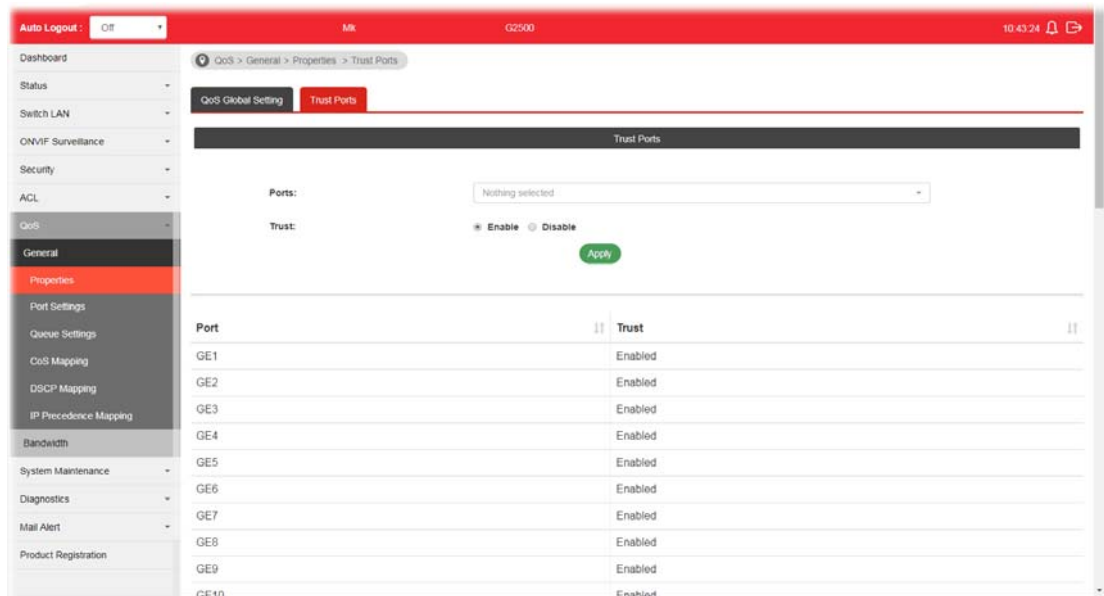 Auto Logout : Off Mk G2500 10:43:24
Dashboard
Status
Switch LAN
ONVIF Surveillance
Security
ACL
QoS
General
Properties
Port Settings
Queue Settings
CoS Mapping
DSCP Mapping
IP Precedence Mapping
Bandwidth
System Maintenance
Diagnostics
Mail Alert
Product Registration
QoS > General > Properties > Trust Ports
QoS Global Setting Trust Ports
Trust Ports
Ports: Nothing selected
Trust: Enable Disable
Apply
Port Trust
GE1 Enabled
GE2 Enabled
GE3 Enabled
GE4 Enabled
GE5 Enabled
GE6 Enabled
GE7 Enabled
GE8 Enabled
GE9 Enabled
GE10 Enabled